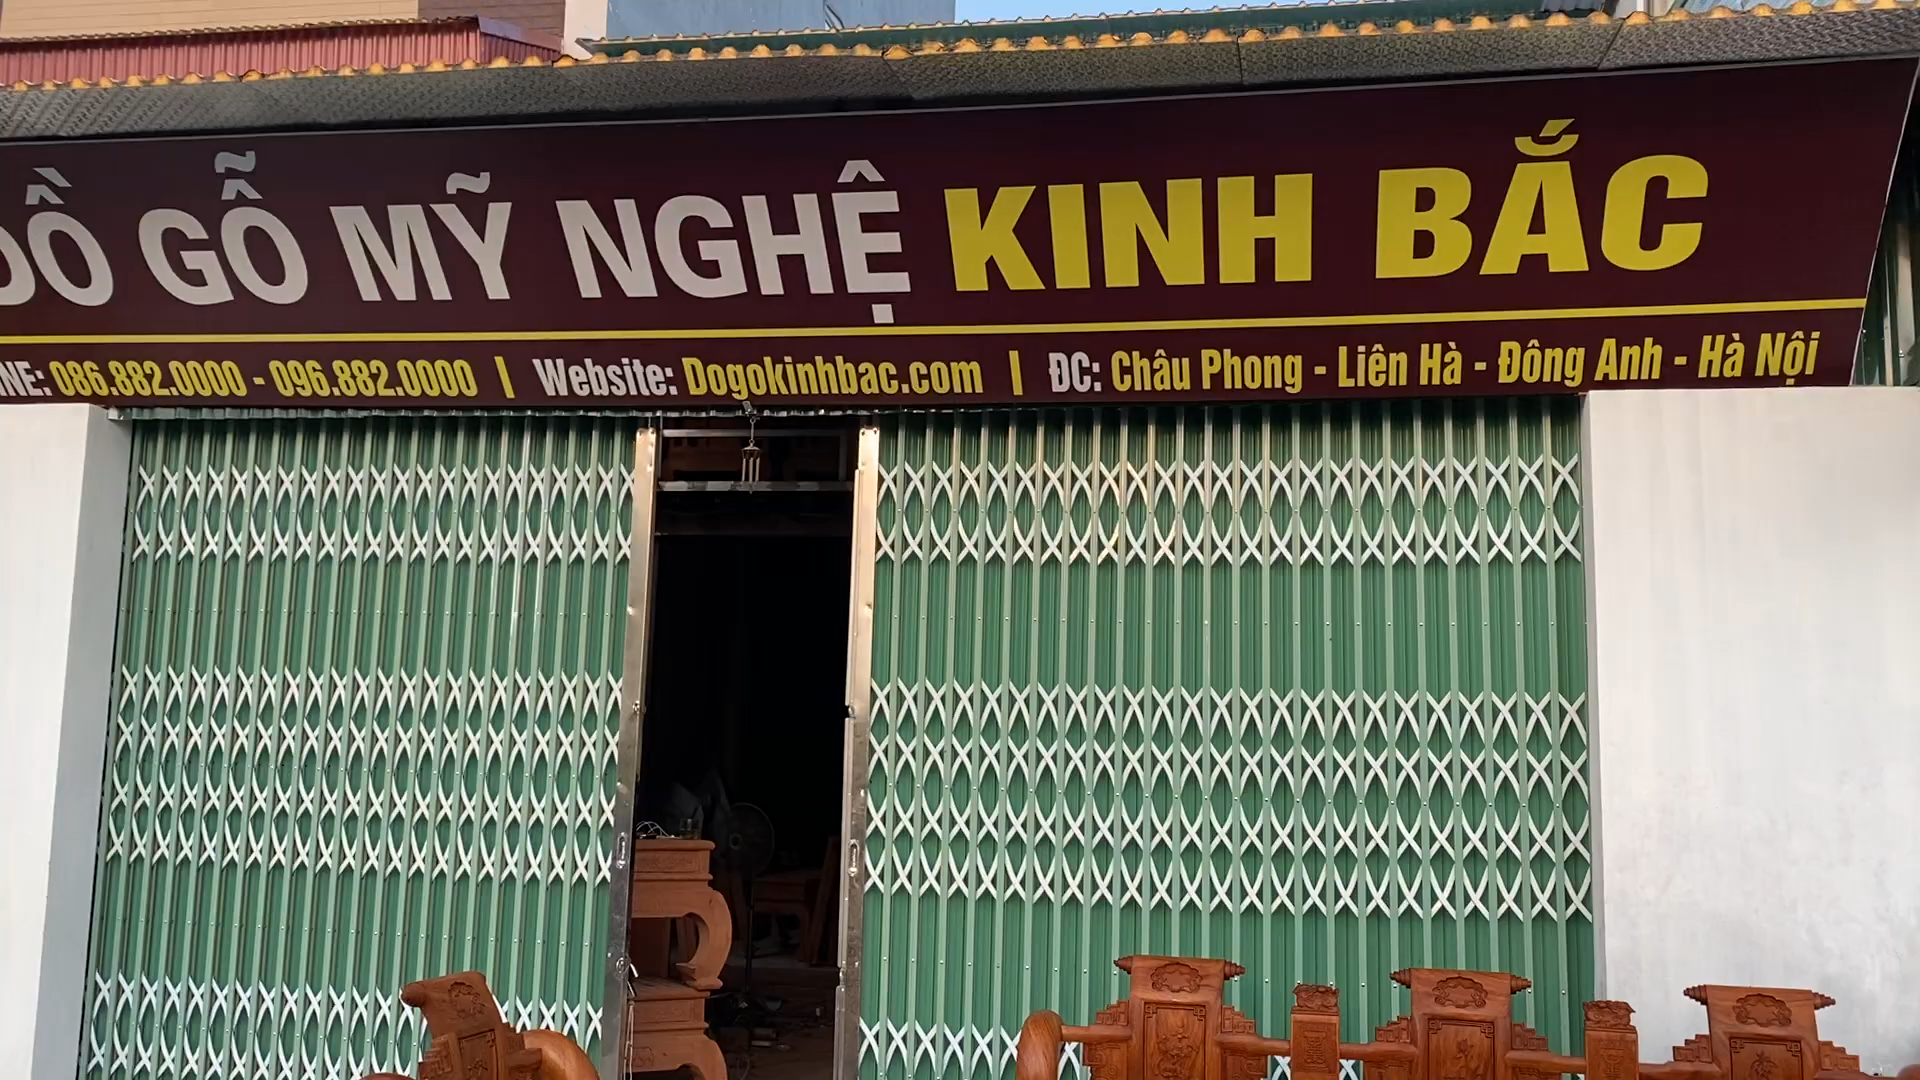 ĐỒ GỖ MỸ NGHỆ KINH BẮC
NE: 086.882.0000 - 096.882.0000 | Website: Dogokinhbac.com | ĐC: Châu Phong - Liên Hà - Đông Anh - Hà Nội